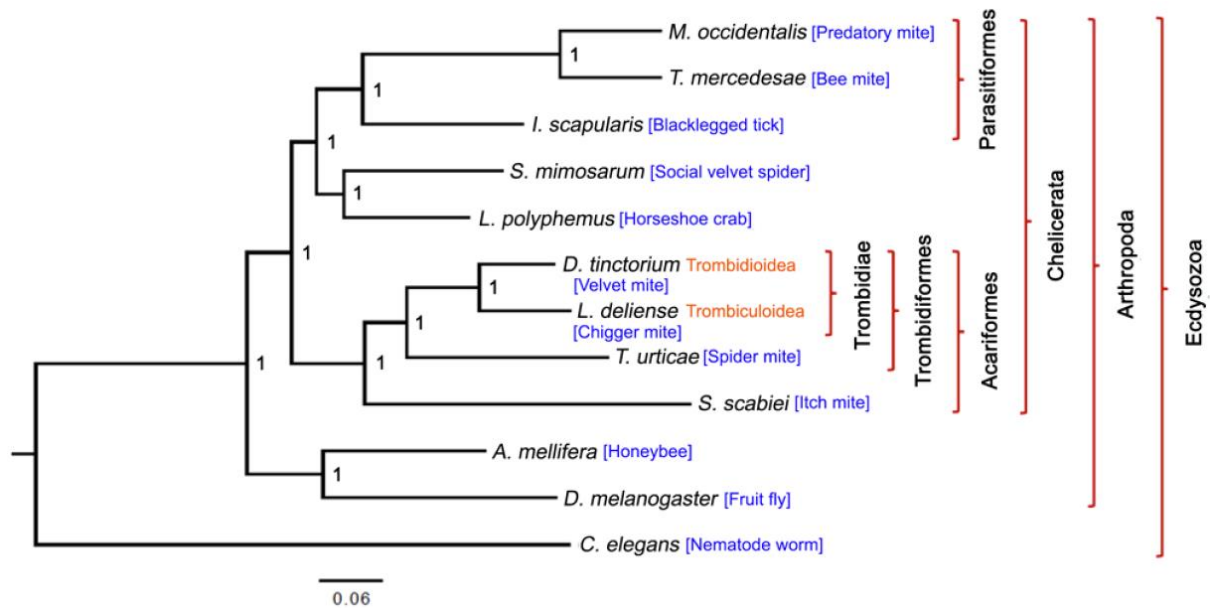 M. occidentalis [Predatory mite]
1
T. mercedesae [Bee mite]
1
I. scapularis [Blacklegged tick]
Parasitiformes
1
S. mimosarum [Social velvet spider]
1
L. polyphemus [Horseshoe crab]
1
D. tinctorium Trombidioidea
[Velvet mite]
1
L. deliense Trombiculoidea
[Chigger mite]
1
T. urticae [Spider mite]
1
S. scabiei [Itch mite]
Trombidiae
Trombidiformes
Acariformes
Chelicerata
Arthropoda
Ecdysozoa
1
A. mellifera [Honeybee]
1
D. melanogaster [Fruit fly]
C. elegans [Nematode worm]
0.06